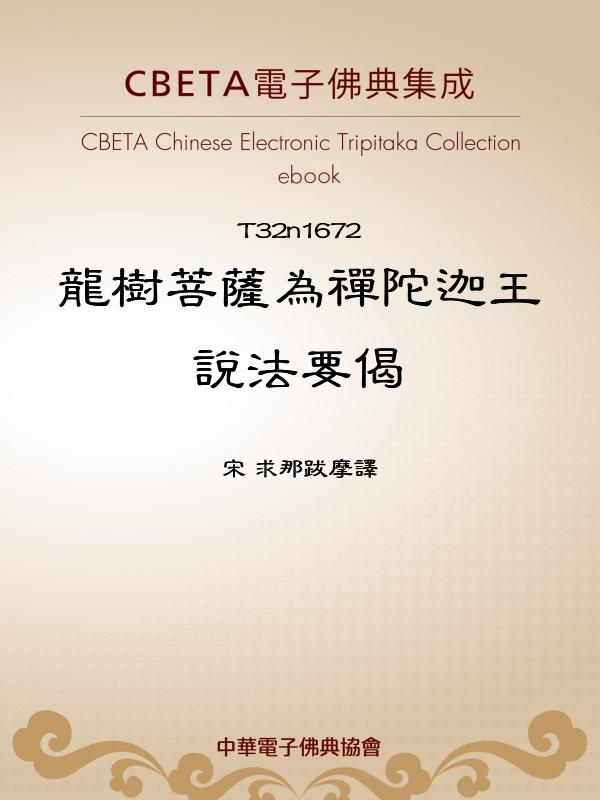 CBETA電子佛典集成
CBETA Chinese Electronic Tripitaka Collection
ebook
T32n1672
龍樹菩薩為禪陀迦王
說法要偈
宋 求那跋摩譯
中華電子佛典協會